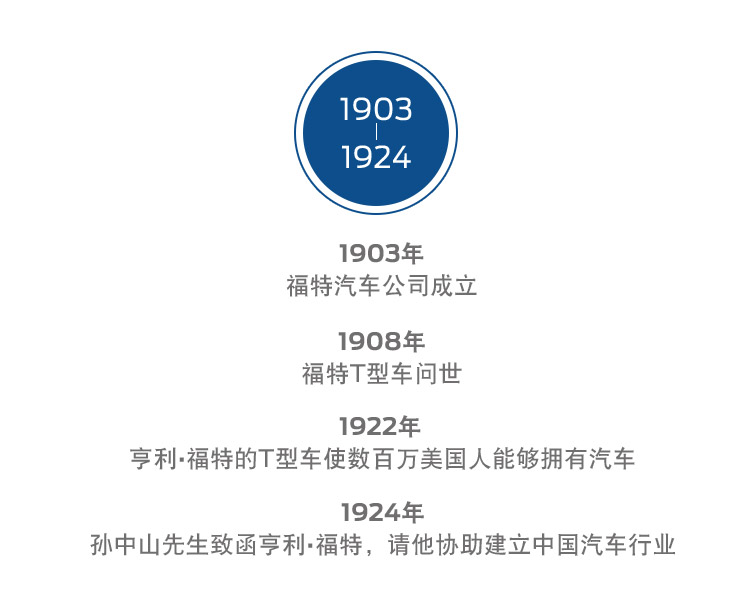 1903
1924
1903年
福特汽车公司成立
1908年
福特T型车问世
1922年
亨利·福特的T型车使数百万美国人能够拥有汽车
1924年
孙中山先生致函亨利·福特，请他协助建立中国汽车行业